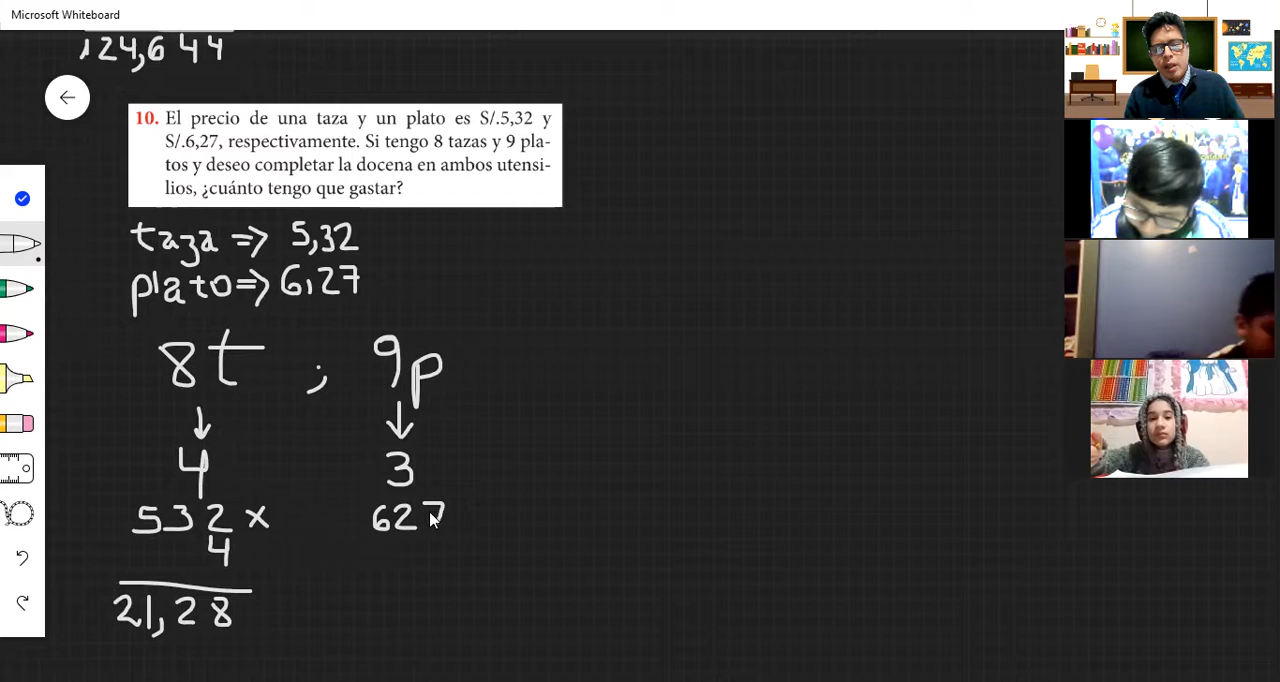 Microsoft Whiteboard
124,644
10. El precio de una taza y un plato es S/.5,32 y
S/.6,27, respectivamente. Si tengo 8 tazas y 9 pla-
tos y deseo completar la docena en ambos utensi-
lios, ¿cuánto tengo que gastar?
taza => 5,32
plato=> 6,27
8t ; 9p
↓ ↓
4 3
532 x 627
4
21,28